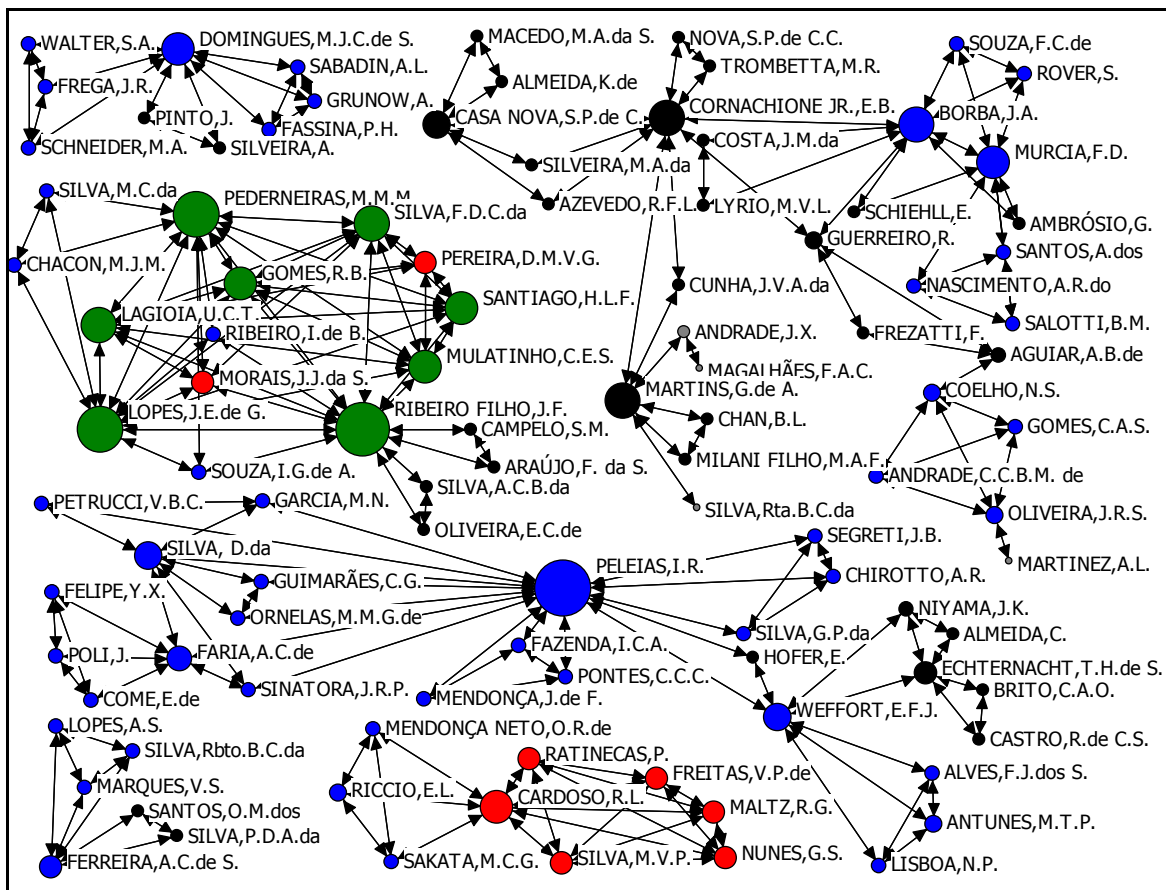 WALTER,S.A.
DOMINGUES,M.J.C.de S.
SABADIN,A.L.
FREGA,J.R.
GRUNOW,A.
PINTO,J.
FASSINA,P.H.
SCHNEIDER,M.A.
SILVEIRA,A.
MACEDO,M.A.da S.
NOVA,S.P.de C.C.
TROMBETTA,M.R.
ALMEIDA,K.de
CASA NOVA,S.P.de C.
CORNACHIONE JR.,E.B.
COSTA,J.M.da
SILVEIRA,M.A.da
AZEVEDO,R.F.L.
LYRIO,M.V.L.
SOUZA,F.C.de
ROVER,S.
BORBA,J.A.
MURCIA,F.D.
SCHIEHLL,E.
AMBRÓSIO,G.
GUERREIRO,R.
SANTOS,A.dos
NASCIMENTO,A.R.do
SALOTTI,B.M.
FREZATTI,F.
AGUIAR,A.B.de
SILVA,M.C.da
PEDERNEIRAS,M.M.M.
SILVA,F.D.C.da
CHACON,M.J.M.
GOMES,R.B.
PEREIRA,D.M.V.G.
SANTIAGO,H.L.F.
LAGIOIA,U.C.T.
RIBEIRO,I.de B.
MULATINHO,C.E.S.
MORAIS,J.J.da S.
LOPES,J.E.de G.
RIBEIRO FILHO,J.F.
CAMPELO,S.M.
ARAÚJO,F. da S.
SOUZA,I.G.de A.
SILVA,A.C.B.da
OLIVEIRA,E.C.de
CUNHA,J.V.A.da
ANDRADE,J.X.
MAGALHÃES,F.A.C.
MARTINS,G.de A.
CHAN,B.L.
MILANI FILHO,M.A.F.
SILVA,Rta.B.C.da
COELHO,N.S.
GOMES,C.A.S.
ANDRADE,C.C.B.M. de
OLIVEIRA,J.R.S.
MARTINEZ,A.L.
PETRUCCI,V.B.C.
GARCIA,M.N.
SILVA, D.da
GUIMARÃES,C.G.
ORNELAS,M.M.G.de
FELIPE,Y.X.
POLI,J.
FARIA,A.C.de
COME,E.de
SINATORA,J.R.P.
PELEIAS,I.R.
SEGRETI,J.B.
CHIROTTO,A.R.
SILVA,G.P.da
FAZENDA,I.C.A.
PONTES,C.C.C.
MENDONÇA,J.de F.
HOFER,E.
NIYAMA,J.K.
ALMEIDA,C.
ECHTERNACHT,T.H.de S.
BRITO,C.A.O.
WEFFORT,E.F.J.
CASTRO,R.de C.S.
ALVES,F.J.dos S.
ANTUNES,M.T.P.
LISBOA,N.P.
LOPES,A.S.
SILVA,Rbto.B.C.da
MARQUES,V.S.
SANTOS,O.M.dos
SILVA,P.D.A.da
FERREIRA,A.C.de S.
MENDONÇA NETO,O.R.de
RATINECAS,P.
FREITAS,V.P.de
RICCIO,E.L.
CARDOSO,R.L.
MALTZ,R.G.
SAKATA,M.C.G.
SILVA,M.V.P.
NUNES,G.S.